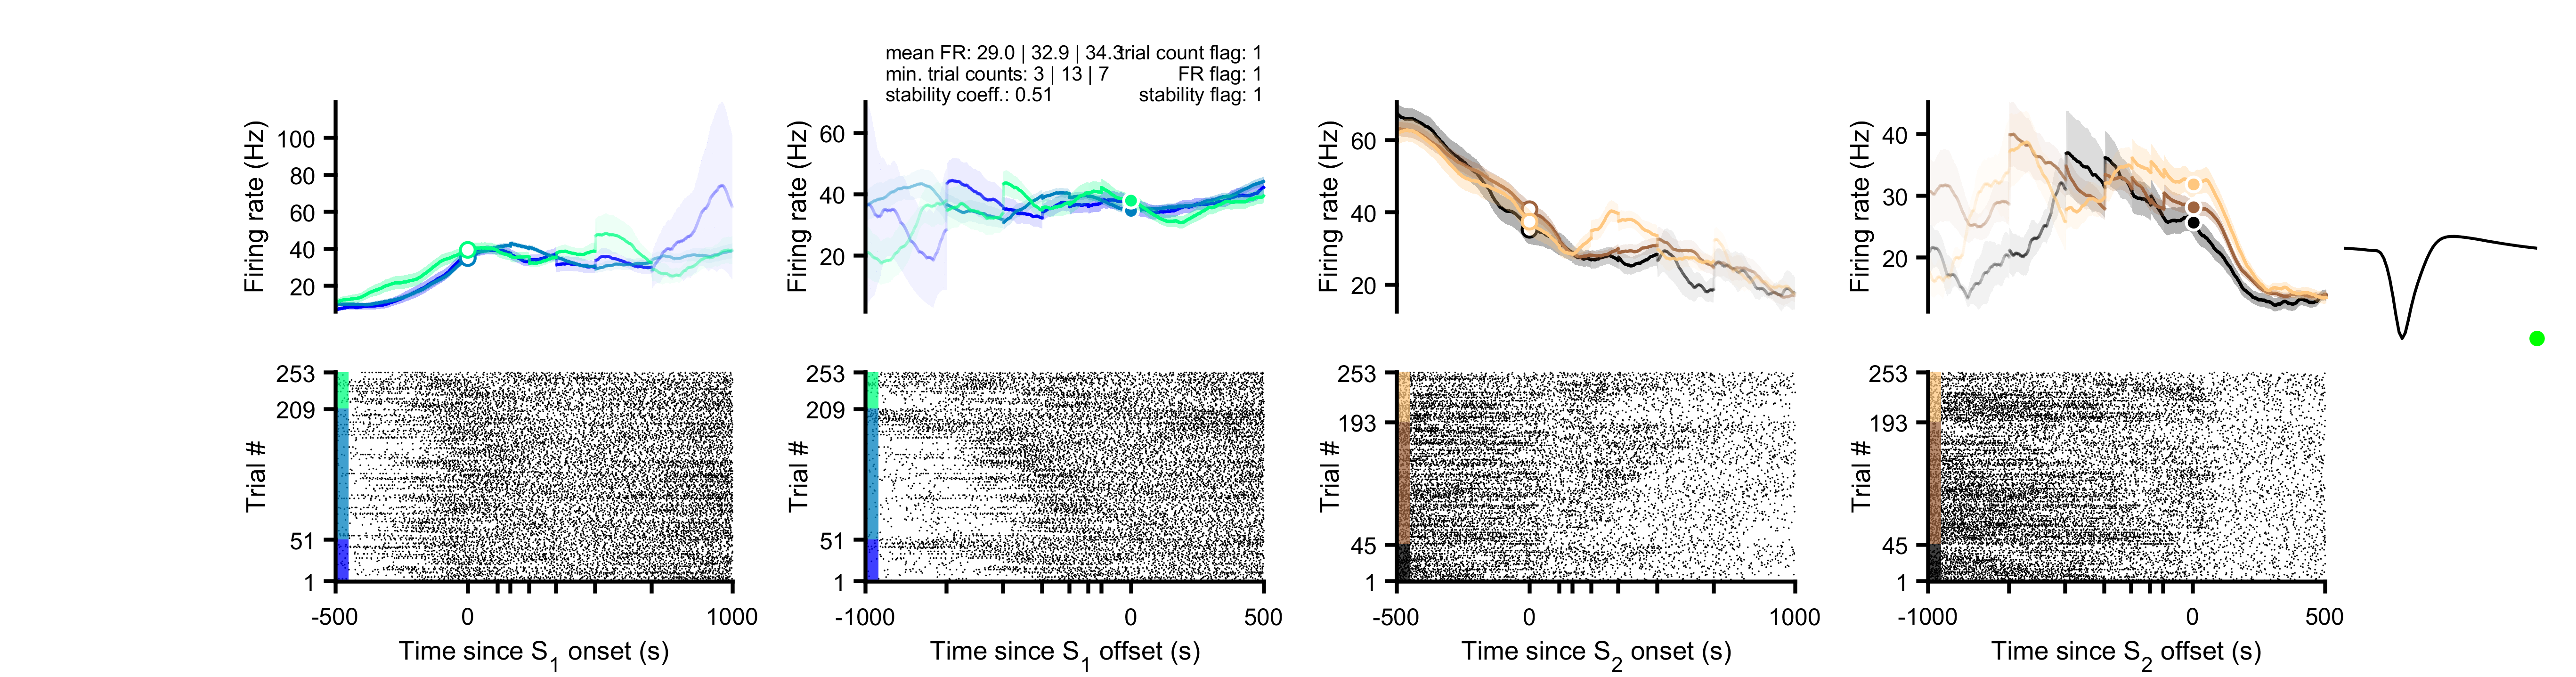 mean FR: 29.0 | 32.9 | 34.3
trial count flag: 1
min. trial counts: 3 | 13 | 7
FR flag: 1
stability coeff.: 0.51
stability flag: 1
Firing rate (Hz)
100
80
60
40
20
Firing rate (Hz)
60
40
20
Firing rate (Hz)
60
40
20
Firing rate (Hz)
40
30
20
Trial #
253
209
51
1
-500
0
1000
Time since S1 onset (s)
Trial #
253
209
51
1
-1000
0
500
Time since S1 offset (s)
Trial #
253
193
45
1
-500
0
1000
Time since S2 onset (s)
Trial #
253
193
45
1
-1000
0
500
Time since S2 offset (s)